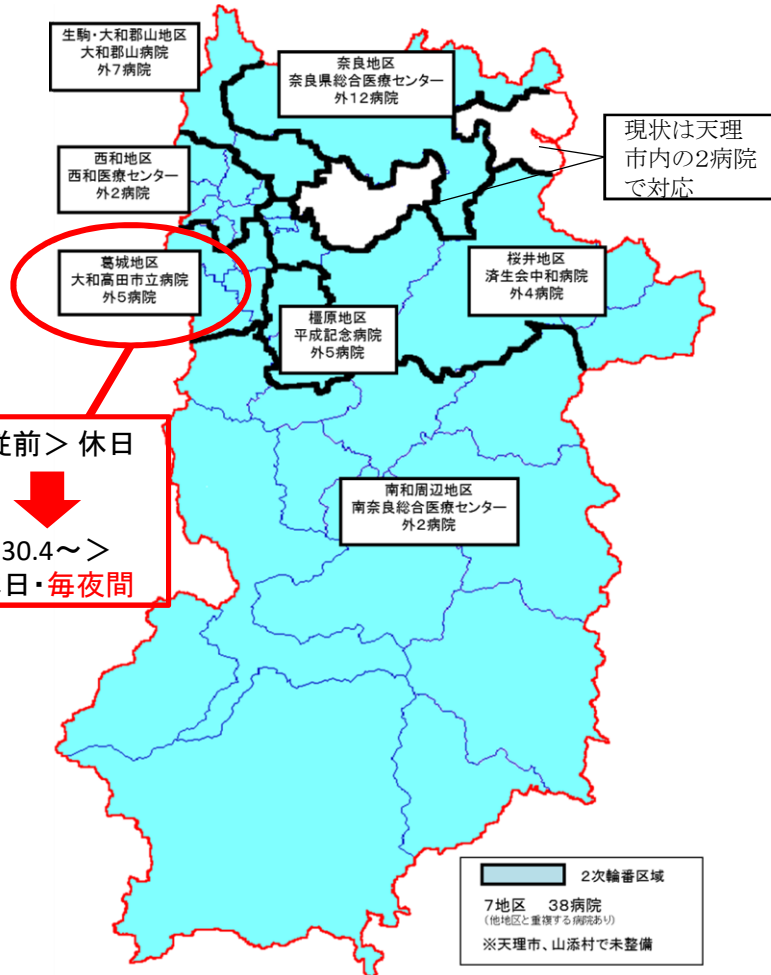 生駒・大和郡山地区
大和郡山病院
外7病院
奈良地区
奈良県総合医療センター
外12病院
現状は天理
市内の2病院
で対応
西和地区
西和医療センター
外2病院
葛城地区
大和高田市立病院
外5病院
桜井地区
済生会中和病院
外4病院
橿原地区
平成記念病院
外5病院
従前＞ 休日
30.4～＞
日・毎夜間
南和周辺地区
南奈良総合医療センター
外2病院
2次輪番区域
7地区 38病院
(他地区と重複する病院あり)
※天理市、山添村で未整備